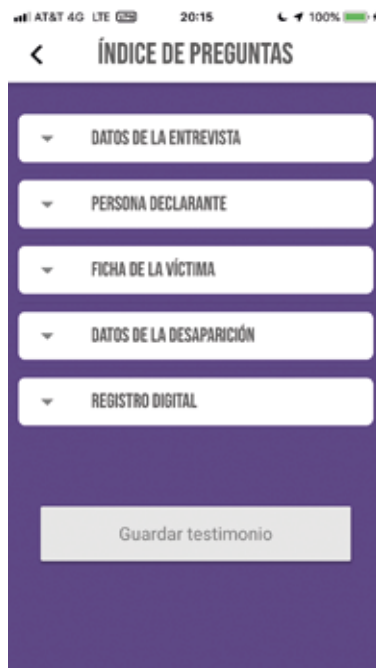 AT&T 4G LTE 20:15 100%
ÍNDICE DE PREGUNTAS
DATOS DE LA ENTREVISTA
PERSONA DECLARANTE
FICHA DE LA VÍCTIMA
DATOS DE LA DESAPARICIÓN
REGISTRO DIGITAL
Guardar testimonio